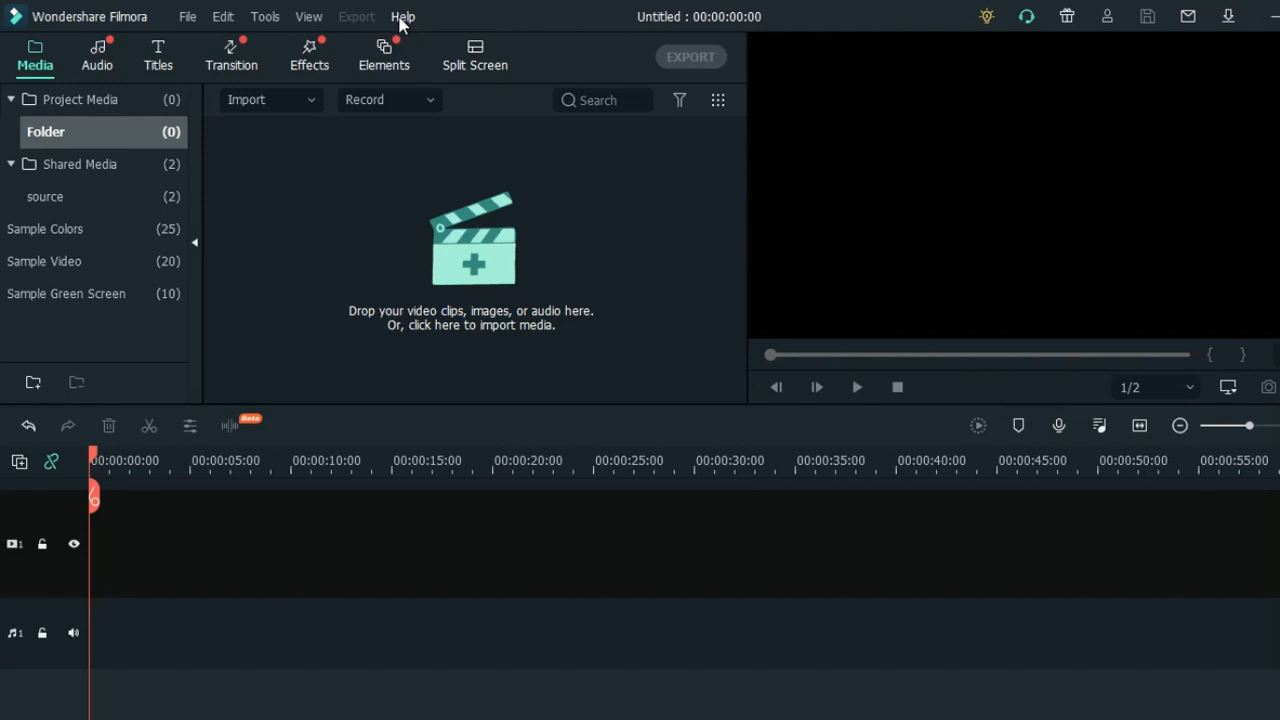 Wondershare Filmora File Edit Tools View Export Help Untitled : 00:00:00:00
Media Audio Titles Transition Effects Elements Split Screen EXPORT
Project Media (0) Import Record Search
Folder (0)
Shared Media (2)
source (2)
Sample Colors (25)
Sample Video (20)
Sample Green Screen (10)
Drop your video clips, images, or audio here.
Or, click here to import media.
1/2
Beta
00:00:00:00 00:00:05:00 00:00:10:00 00:00:15:00 00:00:20:00 00:00:25:00 00:00:30:00 00:00:35:00 00:00:40:00 00:00:45:00 00:00:50:00 00:00:55:00
1
1